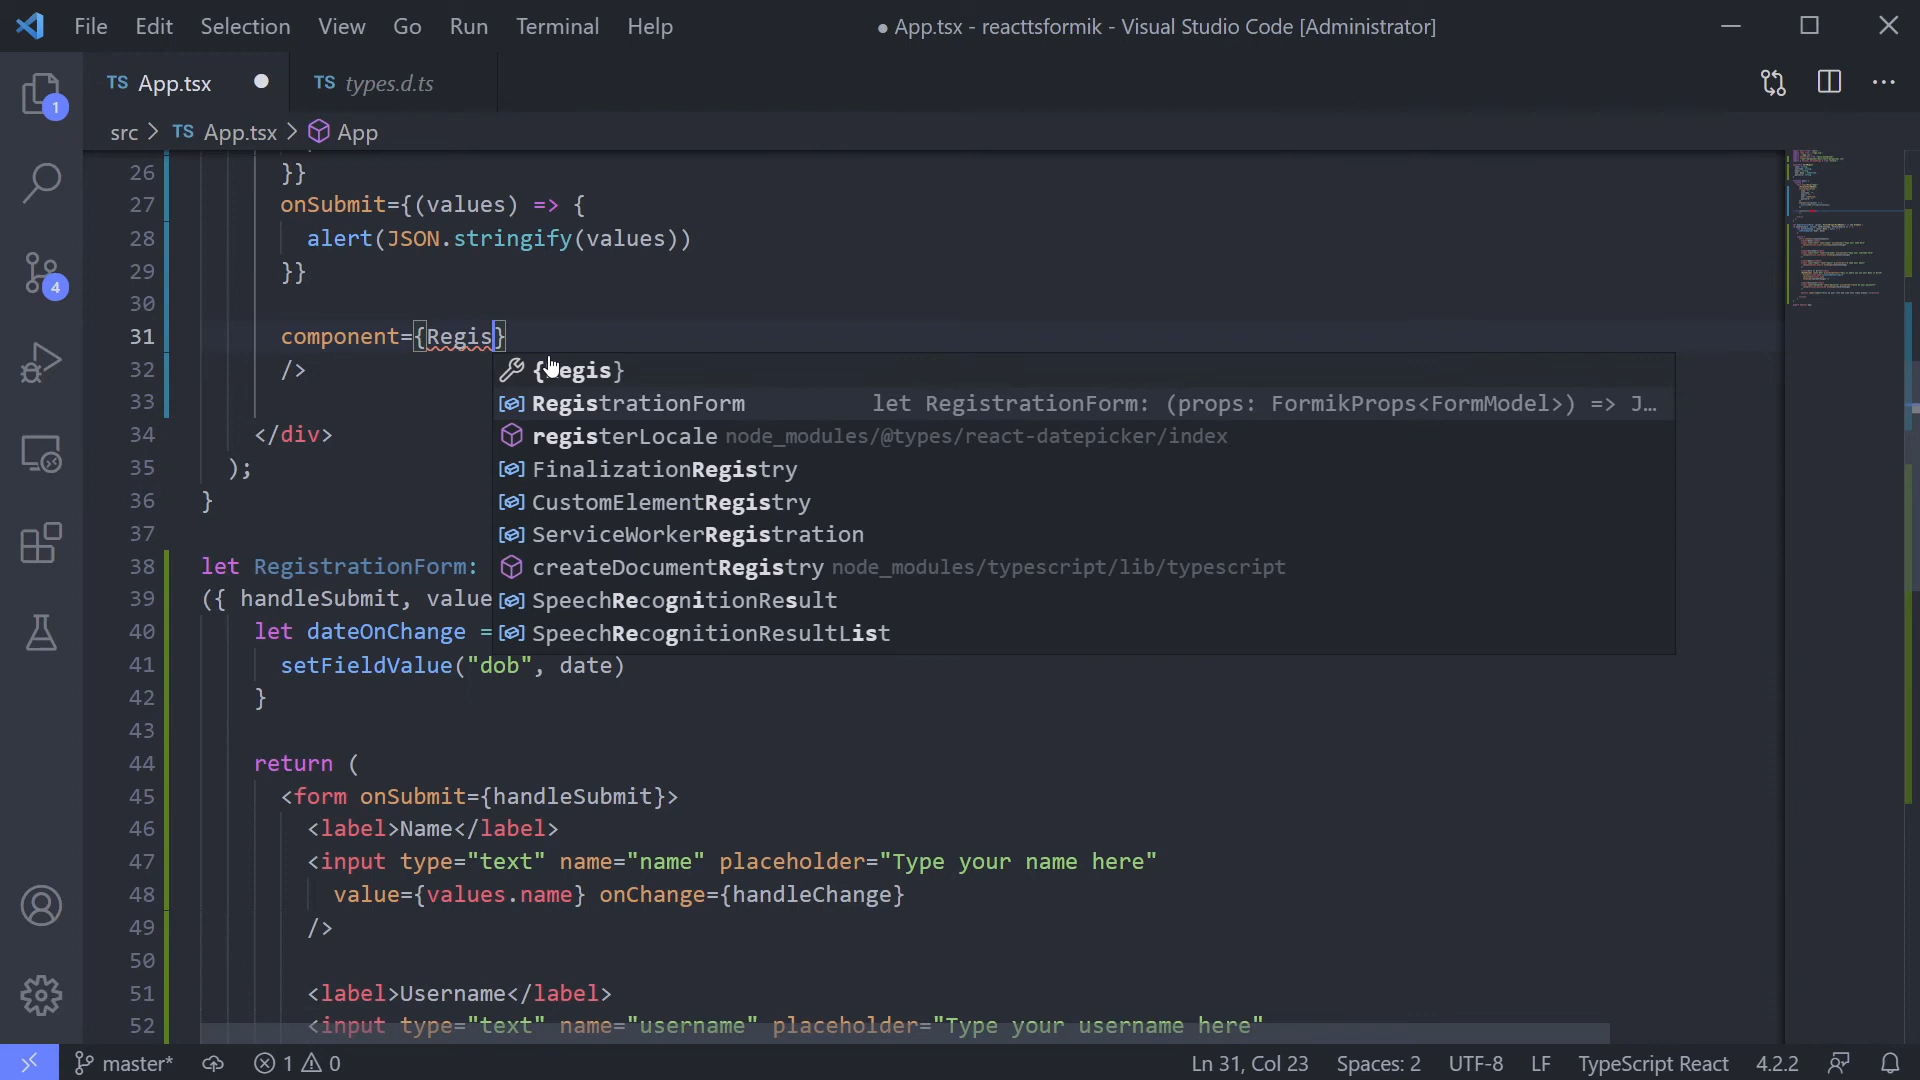 File Edit Selection View Go Run Terminal Help ● App.tsx - reacttsformik - Visual Studio Code [Administrator]
TS App.tsx ● TS types.d.ts
1
src > TS App.tsx > App
26 }}
27 onSubmit={(values) => {
28 alert(JSON.stringify(values))
29 }}
4
30
31 component={Regis}
32 />
{Regis}
33
RegistrationForm let RegistrationForm: (props: FormikProps<FormModel>) => J…
34 </div>
registerLocale node_modules/@types/react-datepicker/index
35 );
FinalizationRegistry
36 }
CustomElementRegistry
37
ServiceWorkerRegistration
38 let RegistrationForm:
createDocumentRegistry node_modules/typescript/lib/typescript
39 ({ handleSubmit, value
SpeechRecognitionResult
40 let dateOnChange =
SpeechRecognitionResultList
41 setFieldValue("dob", date)
42 }
43
44 return (
45 <form onSubmit={handleSubmit}>
46 <label>Name</label>
47 <input type="text" name="name" placeholder="Type your name here"
48 value={values.name} onChange={handleChange}
49 />
50
51 <label>Username</label>
52 <input type="text" name="username" placeholder="Type your username here"
master* 1 0 Ln 31, Col 23 Spaces: 2 UTF-8 LF TypeScript React 4.2.2